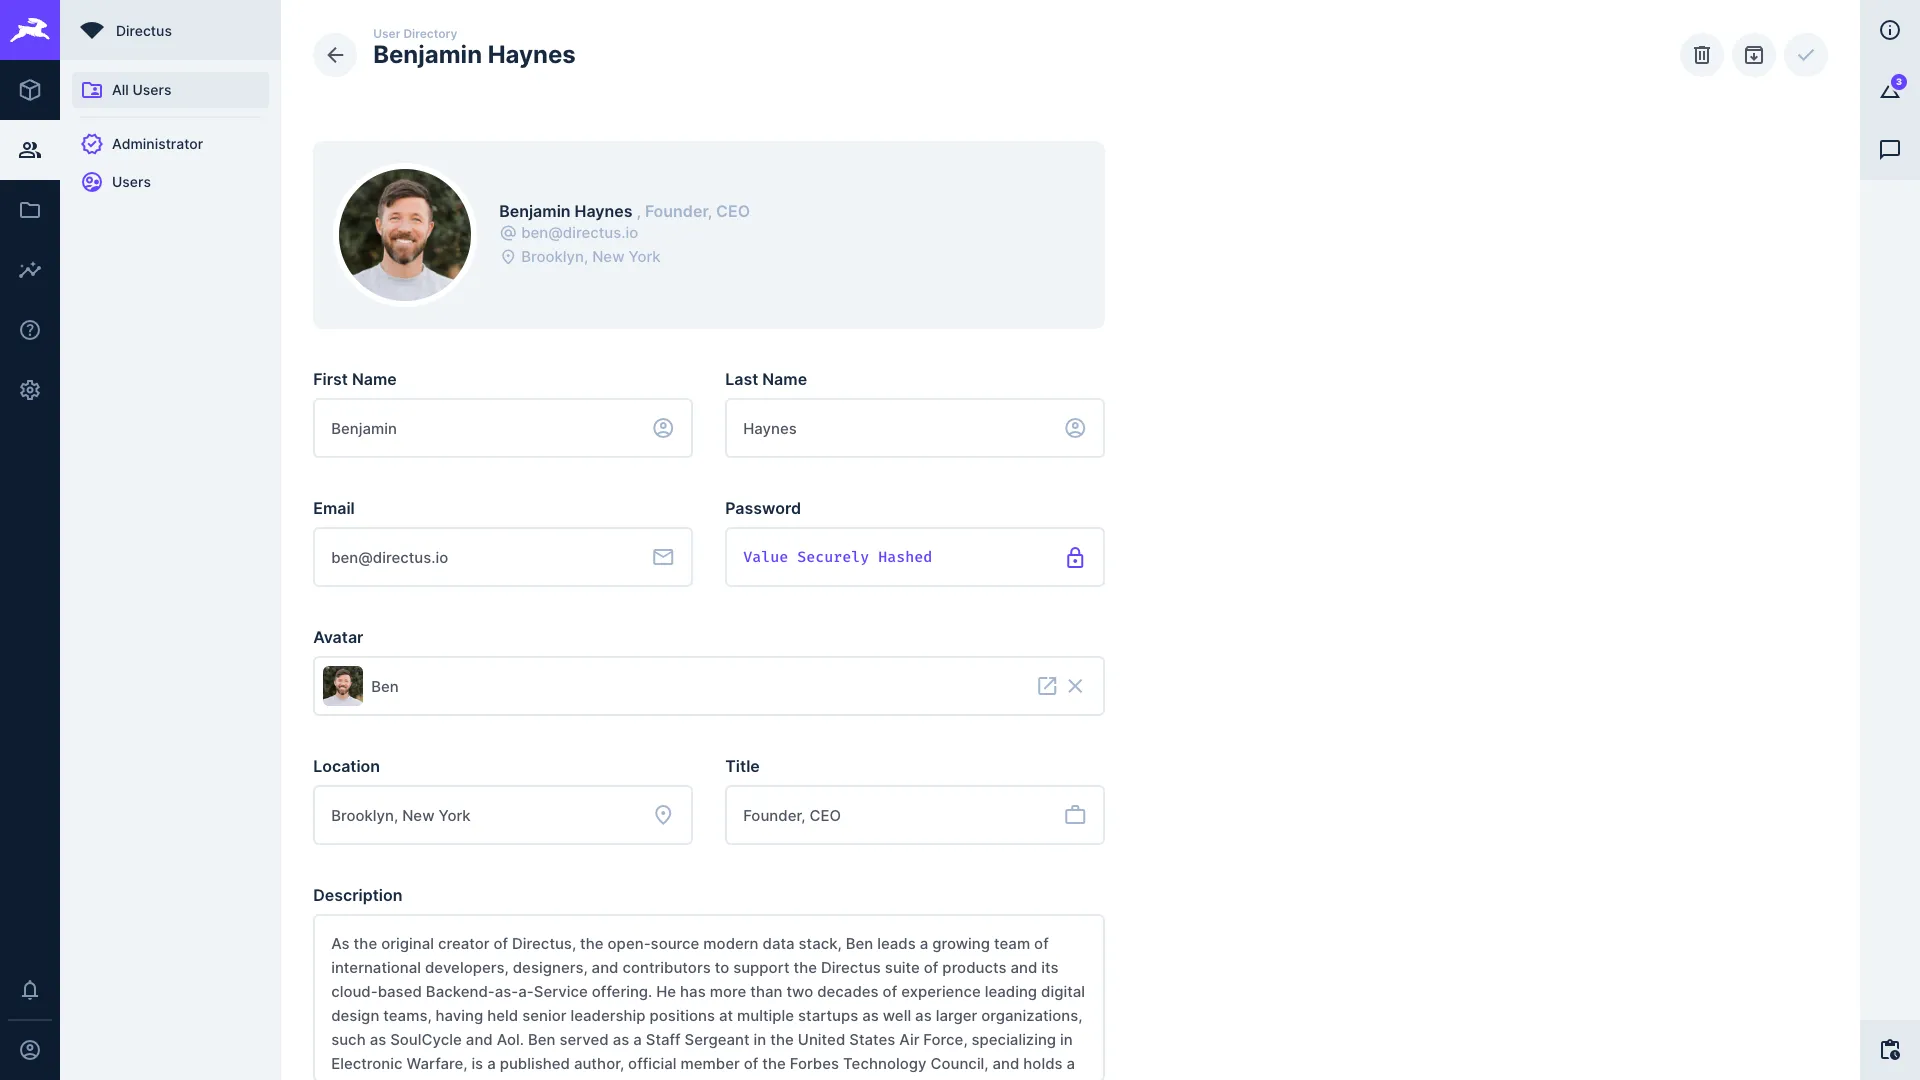 Directus
All Users
Administrator
Users
User Directory
Benjamin Haynes
3
Benjamin Haynes , Founder, CEO
ben@directus.io
Brooklyn, New York
First Name
Last Name
Benjamin
Haynes
Email
Password
ben@directus.io
Value Securely Hashed
Avatar
Ben
Location
Title
Brooklyn, New York
Founder, CEO
Description
As the original creator of Directus, the open-source modern data stack, Ben leads a growing team of
international developers, designers, and contributors to support the Directus suite of products and its
cloud-based Backend-as-a-Service offering. He has more than two decades of experience leading digital
design teams, having held senior leadership positions at multiple startups as well as larger organizations,
such as SoulCycle and Aol. Ben served as a Staff Sergeant in the United States Air Force, specializing in
Electronic Warfare, is a published author, official member of the Forbes Technology Council, and holds a